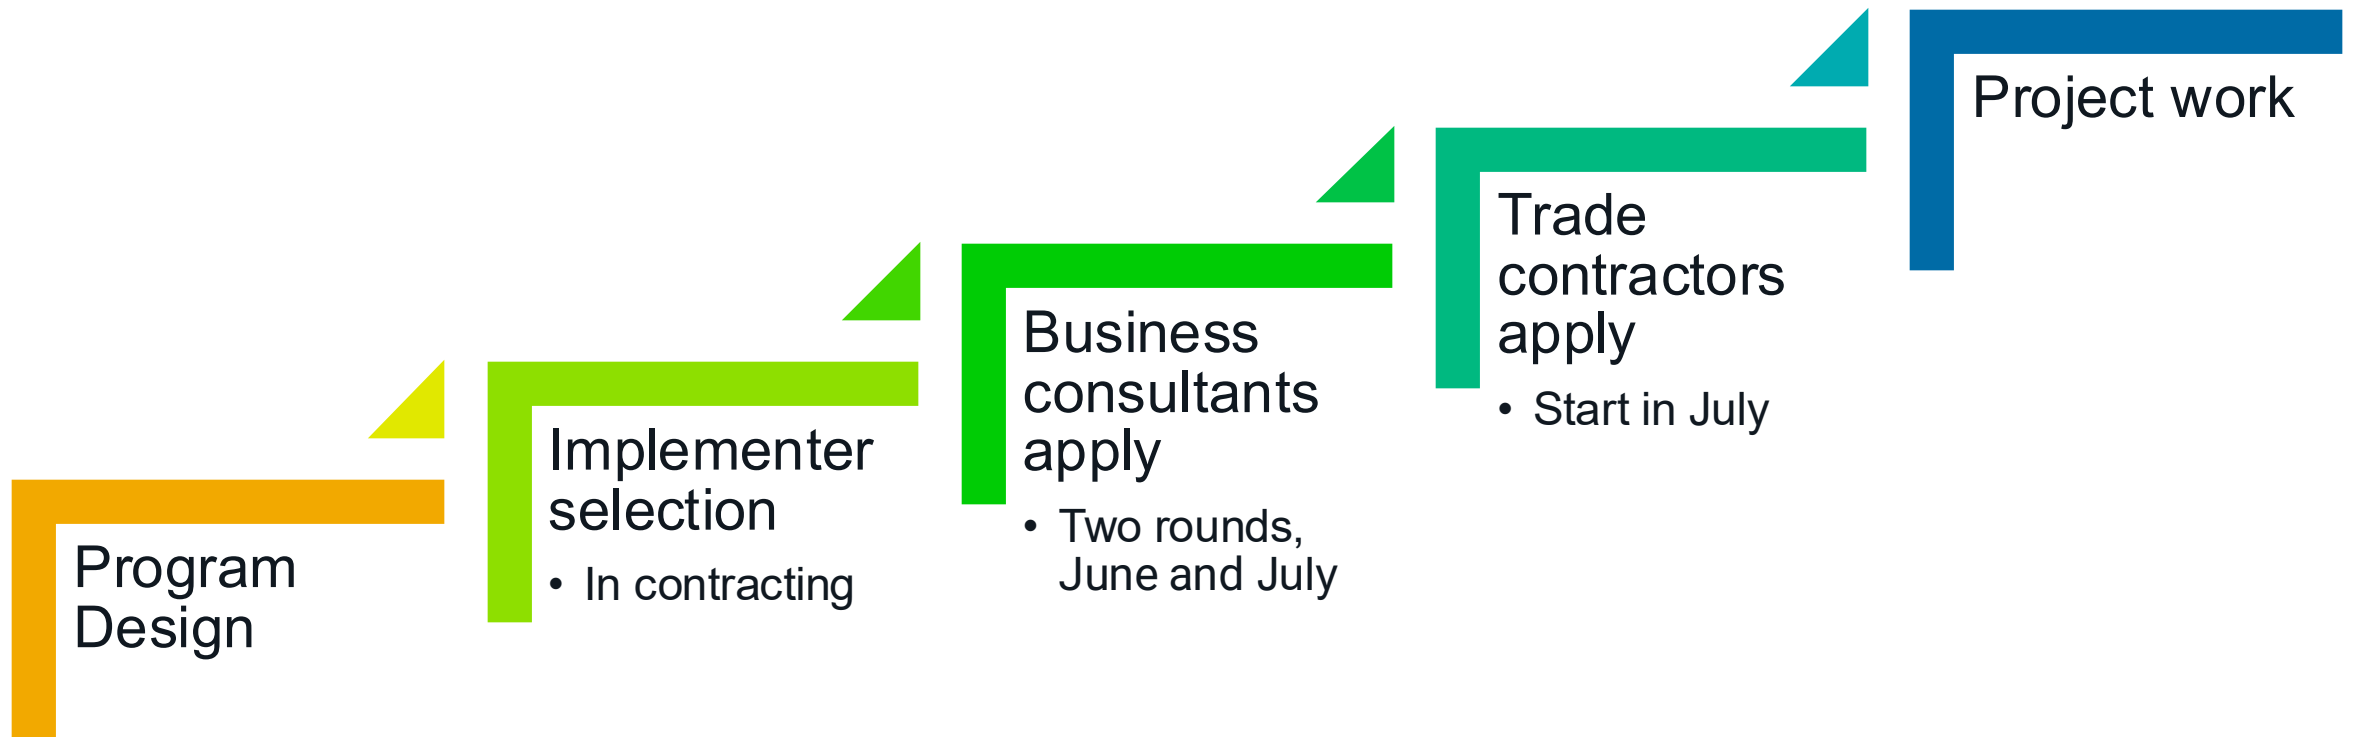 Program
Design
Implementer
selection
• In contracting
Business
consultants
apply
• Two rounds,
June and July
Trade
contractors
apply
• Start in July
Project work